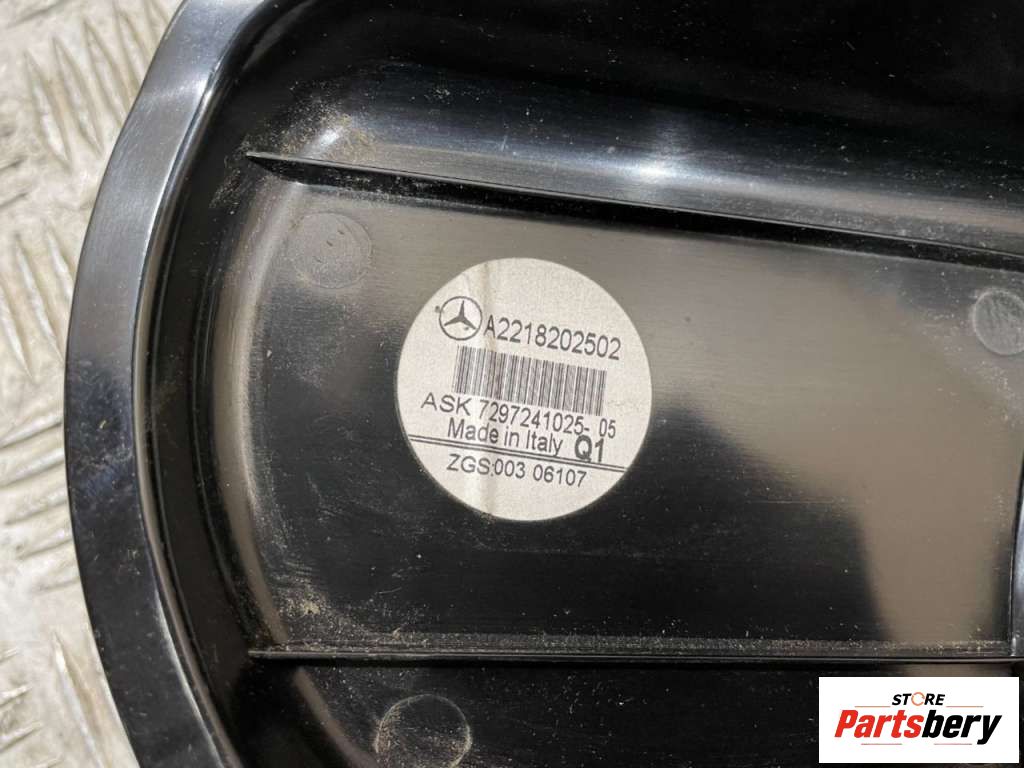 A2218202502
ASK 7297241025- 05
Made in Italy Q1
ZGS:003 06107
STORE
Partsbery